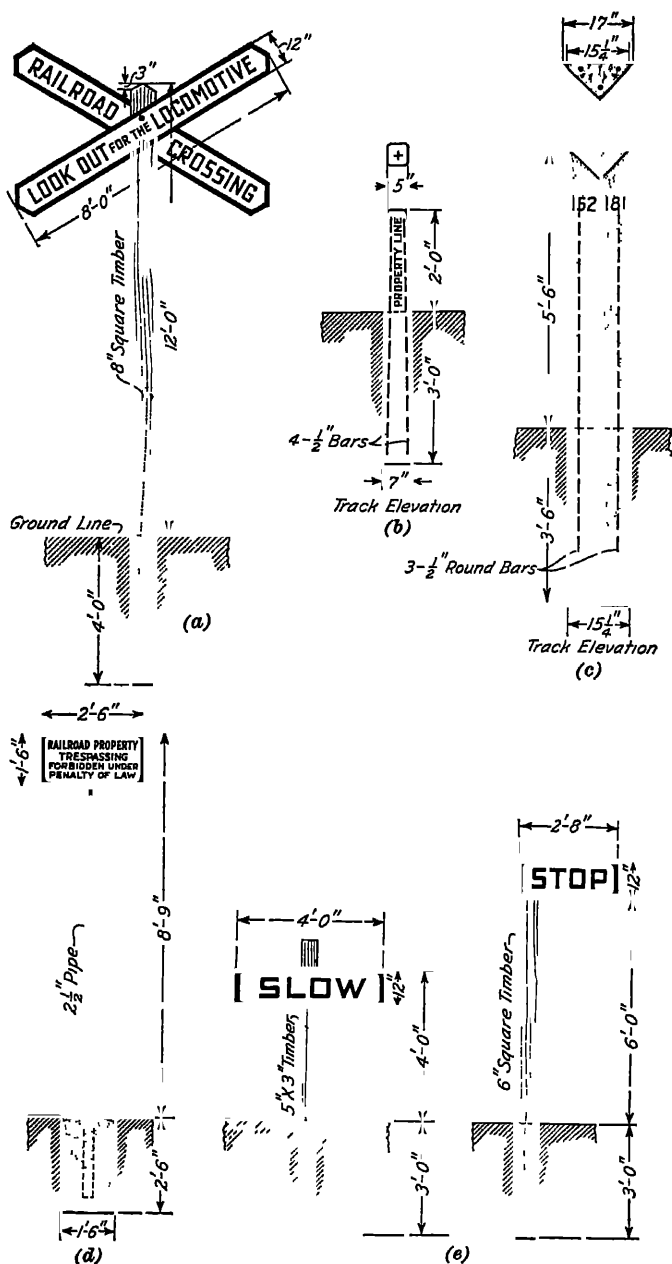 3"
12"
RAILROAD
CROSSING
LOOK OUT FOR THE LOCOMOTIVE
8'-0"
8" Square Timber
12'-0"
Ground Line
4'-0"
(a)
+
5"
PROPERTY LINE
2'-0"
3'-0"
4-½" Bars
7"
Track Elevation
(b)
17"
15¼"
152 181
5'-6"
3'-6"
3-½" Round Bars
15¼"
Track Elevation
(c)
2'-6"
1'-6"
RAILROAD PROPERTY
TRESPASSING
FORBIDDEN UNDER
PENALTY OF LAW
8'-9"
2½" Pipe
2'-6"
1'-6"
(d)
4'-0"
SLOW
12"
5" X 3" Timber
4'-0"
3'-0"
2'-8"
STOP
12"
6" Square Timber
6'-0"
3'-0"
(e)